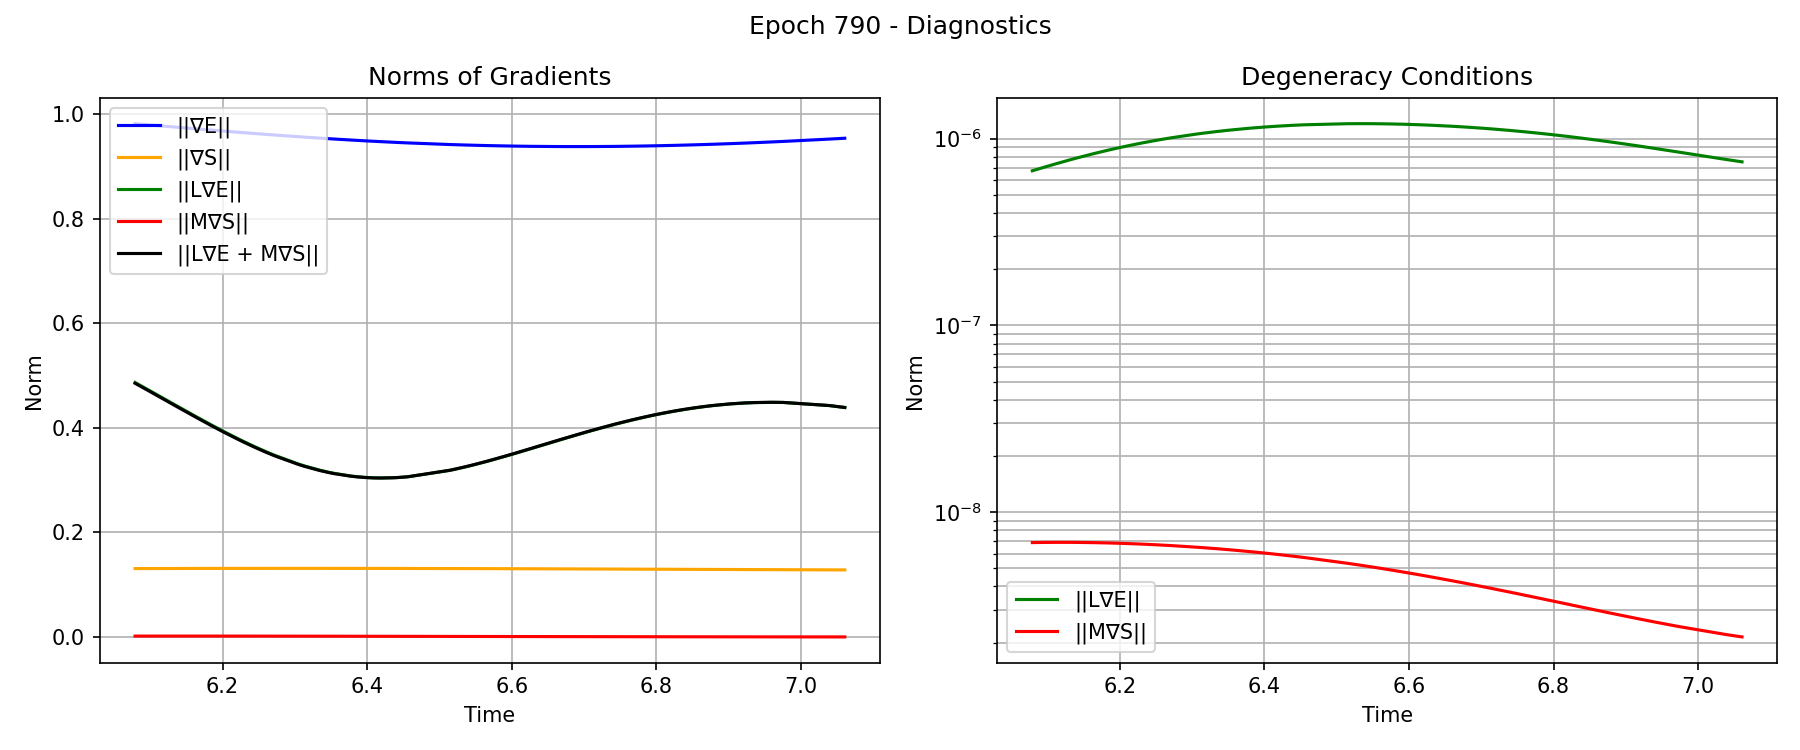 Epoch 790 - Diagnostics
Norms of Gradients
||∇E||
||∇S||
||L∇E||
||M∇S||
||L∇E + M∇S||
1.0
0.8
0.6
0.4
0.2
0.0
Norm
6.2 6.4 6.6 6.8 7.0
Time
Degeneracy Conditions
10⁻⁶
10⁻⁷
10⁻⁸
Norm
||L∇E||
||M∇S||
6.2 6.4 6.6 6.8 7.0
Time